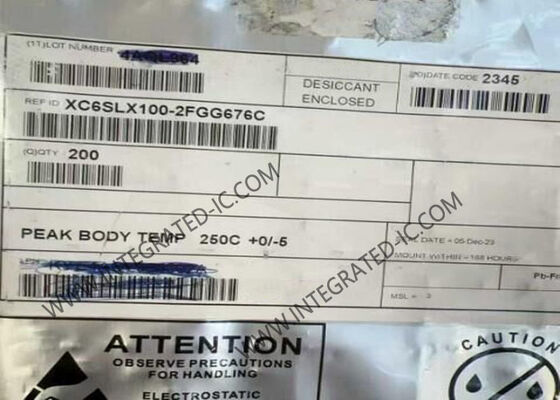 (1T)LOT NUMBER
DESICCANT
ENCLOSED
DATE CODE 2345
REF ID XC6SLX100-2FGG676C
(Q)QTY 200
PEAK BODY TEMP 250C +0/-5
SEAL DATE = 05-Dec-23
MOUNT WITHIN = 168 HOURS
MSL = 3
WWW.INTEGRATED-IC.COM
WWW.INTEGRATED-IC.COM
ATTENTION
OBSERVE PRECAUTIONS
FOR HANDLING
ELECTROSTATIC
CAUTION